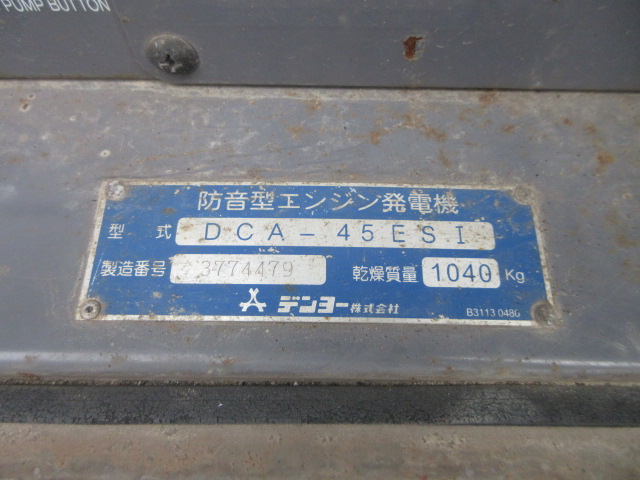 PUMP BUTTON
防音型エンジン発電機
型式 DCA-45ESI
製造番号 3774479 乾燥質量 1040 Kg
デンヨー株式会社 B3113 0480